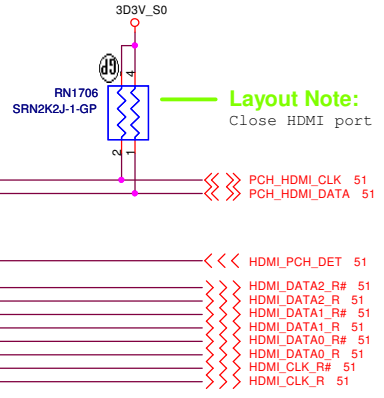 3D3V_S0
GP
4
RN1706
SRN2K2J-1-GP
Layout Note:
Close HDMI port
2
1
PCH_HDMI_CLK 51
PCH_HDMI_DATA 51
HDMI_PCH_DET 51
HDMI_DATA2_R# 51
HDMI_DATA2_R 51
HDMI_DATA1_R# 51
HDMI_DATA1_R 51
HDMI_DATA0_R# 51
HDMI_DATA0_R 51
HDMI_CLK_R# 51
HDMI_CLK_R 51